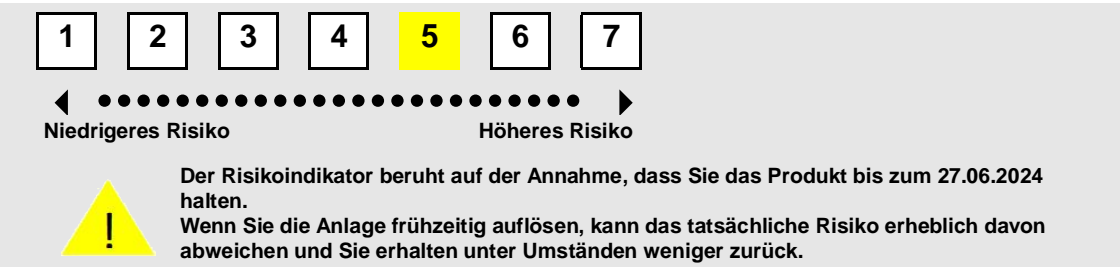 1 2 3 4 5 6 7
Niedrigeres Risiko Höheres Risiko
Der Risikoindikator beruht auf der Annahme, dass Sie das Produkt bis zum 27.06.2024
halten.
Wenn Sie die Anlage frühzeitig auflösen, kann das tatsächliche Risiko erheblich davon
abweichen und Sie erhalten unter Umständen weniger zurück.
!